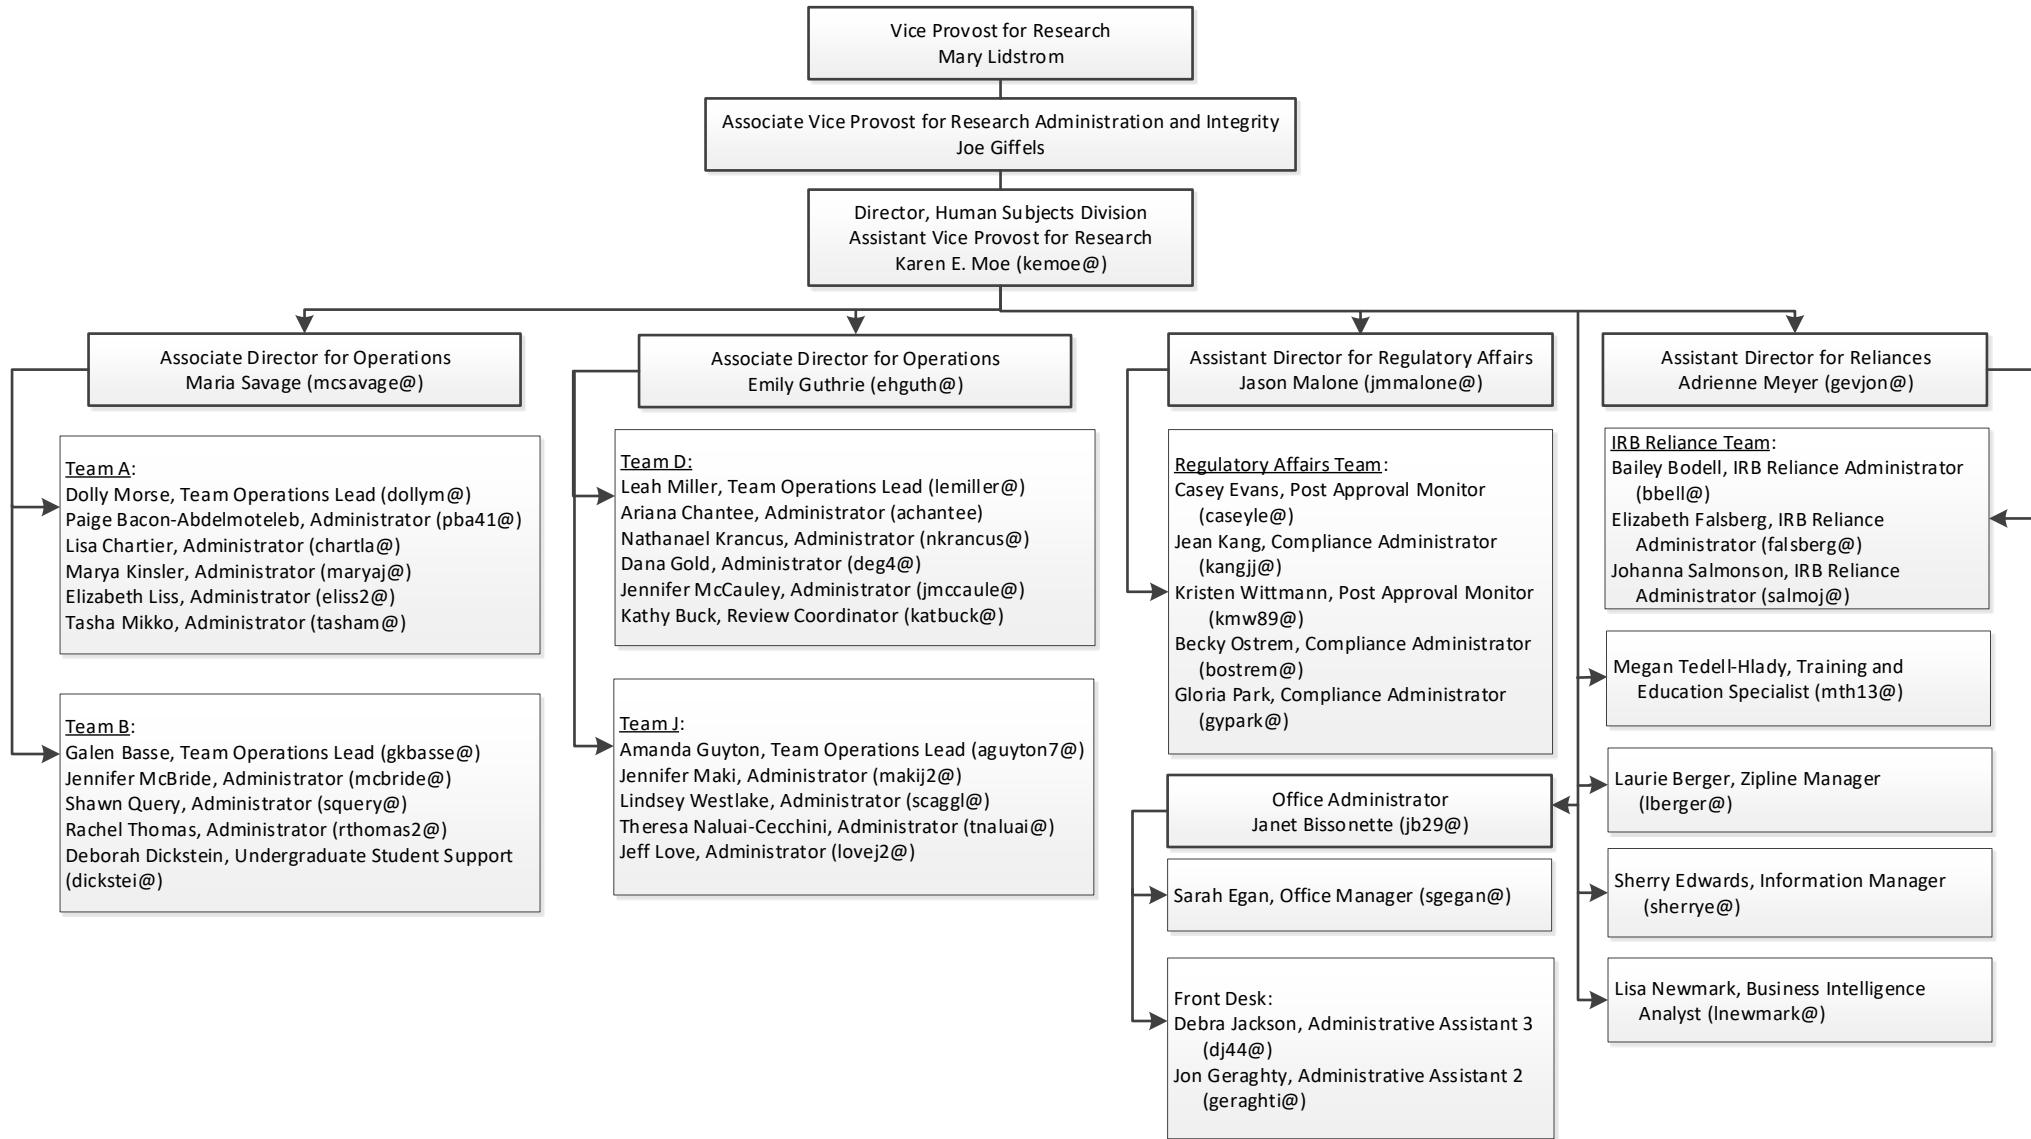 Vice Provost for Research
Mary Lidstrom
Associate Vice Provost for Research Administration and Integrity
Joe Giffels
Director, Human Subjects Division
Assistant Vice Provost for Research
Karen E. Moe (kemoe@)
Associate Director for Operations
Maria Savage (mcsavage@)
Team A:
Dolly Morse, Team Operations Lead (dollym@)
Paige Bacon-Abdelmoteleb, Administrator (pba41@)
Lisa Chartier, Administrator (chartla@)
Marya Kinsler, Administrator (maryaj@)
Elizabeth Liss, Administrator (eliss2@)
Tasha Mikko, Administrator (tasham@)
Team B:
Galen Basse, Team Operations Lead (gkbasse@)
Jennifer McBride, Administrator (mcbride@)
Shawn Query, Administrator (squery@)
Rachel Thomas, Administrator (rthomas2@)
Deborah Dickstein, Undergraduate Student Support
(dickstei@)
Associate Director for Operations
Emily Guthrie (ehguth@)
Team D:
Leah Miller, Team Operations Lead (lemiller@)
Ariana Chantee, Administrator (achantee)
Nathanael Krancus, Administrator (nkrancus@)
Dana Gold, Administrator (deg4@)
Jennifer McCauley, Administrator (jmccaule@)
Kathy Buck, Review Coordinator (katbuck@)
Team J:
Amanda Guyton, Team Operations Lead (aguyton7@)
Jennifer Maki, Administrator (makij2@)
Lindsey Westlake, Administrator (scaggl@)
Theresa Naluai-Cecchini, Administrator (tnaluai@)
Jeff Love, Administrator (lovej2@)
Assistant Director for Regulatory Affairs
Jason Malone (jmmalone@)
Regulatory Affairs Team:
Casey Evans, Post Approval Monitor
(caseyle@)
Jean Kang, Compliance Administrator
(kangjj@)
Kristen Wittmann, Post Approval Monitor
(kmw89@)
Becky Ostrem, Compliance Administrator
(bostrem@)
Gloria Park, Compliance Administrator
(gypark@)
Office Administrator
Janet Bissonette (jb29@)
Sarah Egan, Office Manager (sgegan@)
Front Desk:
Debra Jackson, Administrative Assistant 3
(dj44@)
Jon Geraghty, Administrative Assistant 2
(geraghti@)
Assistant Director for Reliances
Adrienne Meyer (gevjon@)
IRB Reliance Team:
Bailey Bodell, IRB Reliance Administrator
(bbell@)
Elizabeth Falsberg, IRB Reliance
Administrator (falsberg@)
Johanna Salmonson, IRB Reliance
Administrator (salmoj@)
Megan Tedell-Hlady, Training and
Education Specialist (mth13@)
Laurie Berger, Zipline Manager
(lberger@)
Sherry Edwards, Information Manager
(sherrye@)
Lisa Newmark, Business Intelligence
Analyst (lnewmark@)